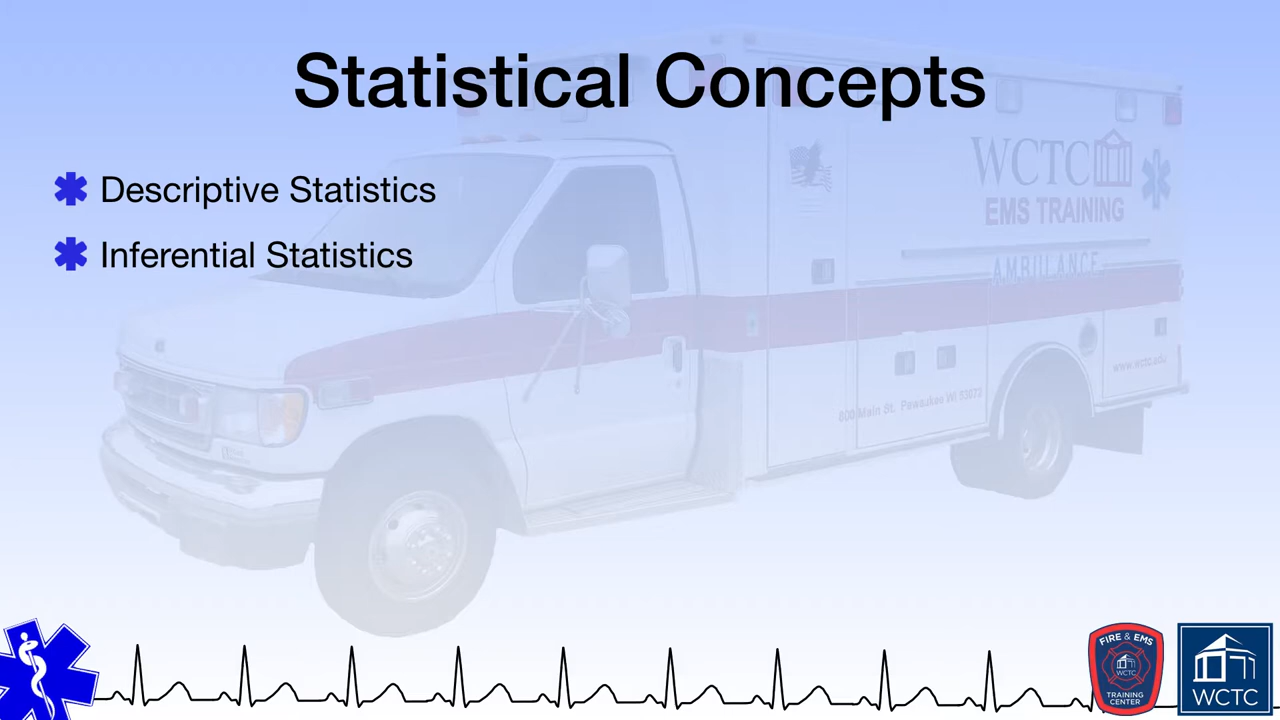 Statistical Concepts
Descriptive Statistics
Inferential Statistics
WCTC
EMS TRAINING
AMBULANCE
www.wctc.edu
800 Main St. Pewaukee WI 53072
FIRE & EMS
WCTC
TRAINING
CENTER
WCTC